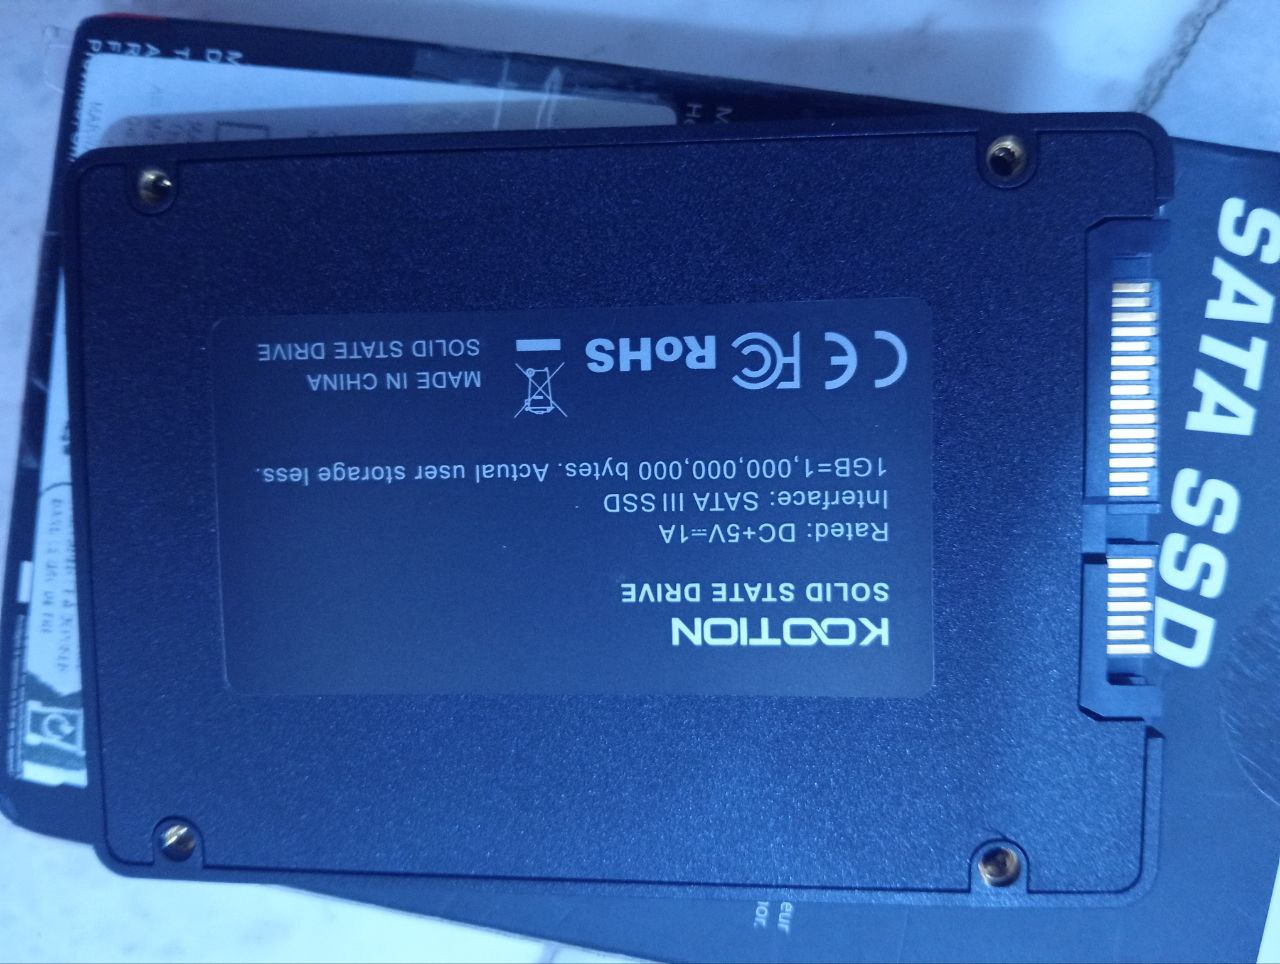 KOOTION
SOLID STATE DRIVE
Rated: DC+5V⎓1A
Interface: SATA III SSD
1GB=1,000,000,000 bytes. Actual user storage less.
CE FC RoHS
MADE IN CHINA
SOLID STATE DRIVE
SATA SSD